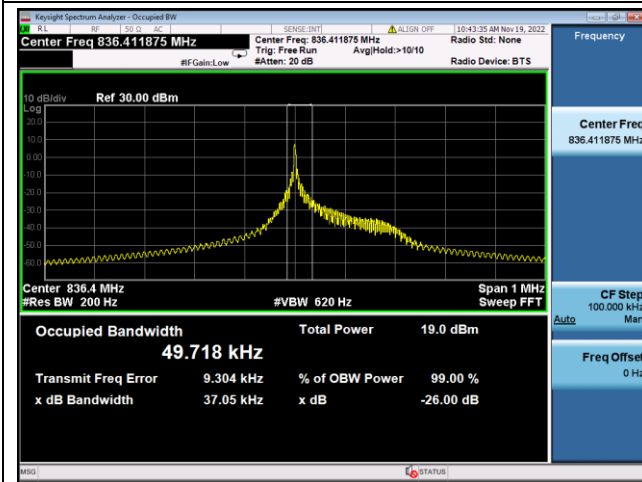 Keysight Spectrum Analyzer - Occupied BW
RL RF 50 Ω AC SENSE:INT ALIGN OFF 10:43:35 AM Nov 19, 2022
Center Freq 836.411875 MHz Center Freq: 836.411875 MHz Radio Std: None
Trig: Free Run Avg|Hold:>10/10
#IFGain:Low #Atten: 20 dB Radio Device: BTS
Frequency
10 dB/div Ref 30.00 dBm
Log
20.0
10.0
0.00
-10.0
-20.0
-30.0
-40.0
-50.0
-60.0
Center 836.4 MHz Span 1 MHz
#Res BW 200 Hz #VBW 620 Hz Sweep FFT
Center Freq
836.411875 MHz
CF Step
100.000 kHz
Auto Man
Freq Offset
0 Hz
Occupied Bandwidth Total Power 19.0 dBm
49.718 kHz
Transmit Freq Error 9.304 kHz % of OBW Power 99.00 %
x dB Bandwidth 37.05 kHz x dB -26.00 dB
MSG STATUS